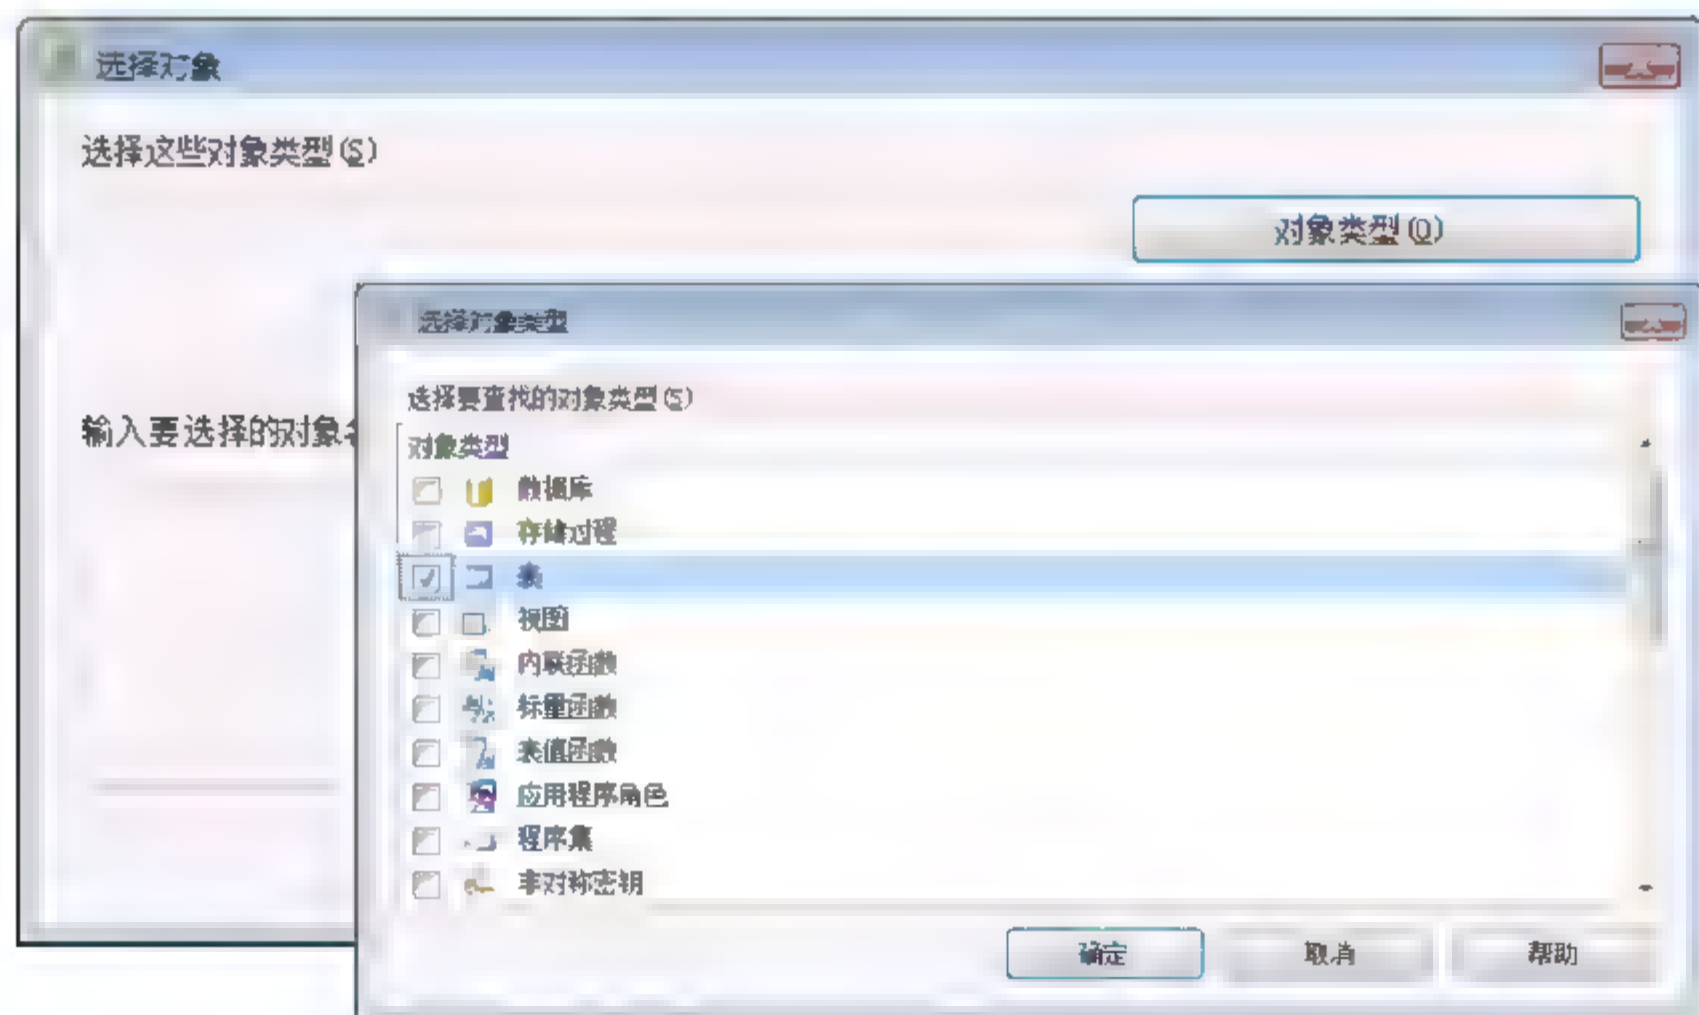 选择对象
选择这些对象类型(S)
对象类型(O)
选择对象类型
选择要查找的对象类型(S)
输入要选择的对象名
对象类型
数据库
存储过程
表
视图
内联函数
标量函数
表值函数
应用程序角色
程序集
非对称密钥
确定
取消
帮助